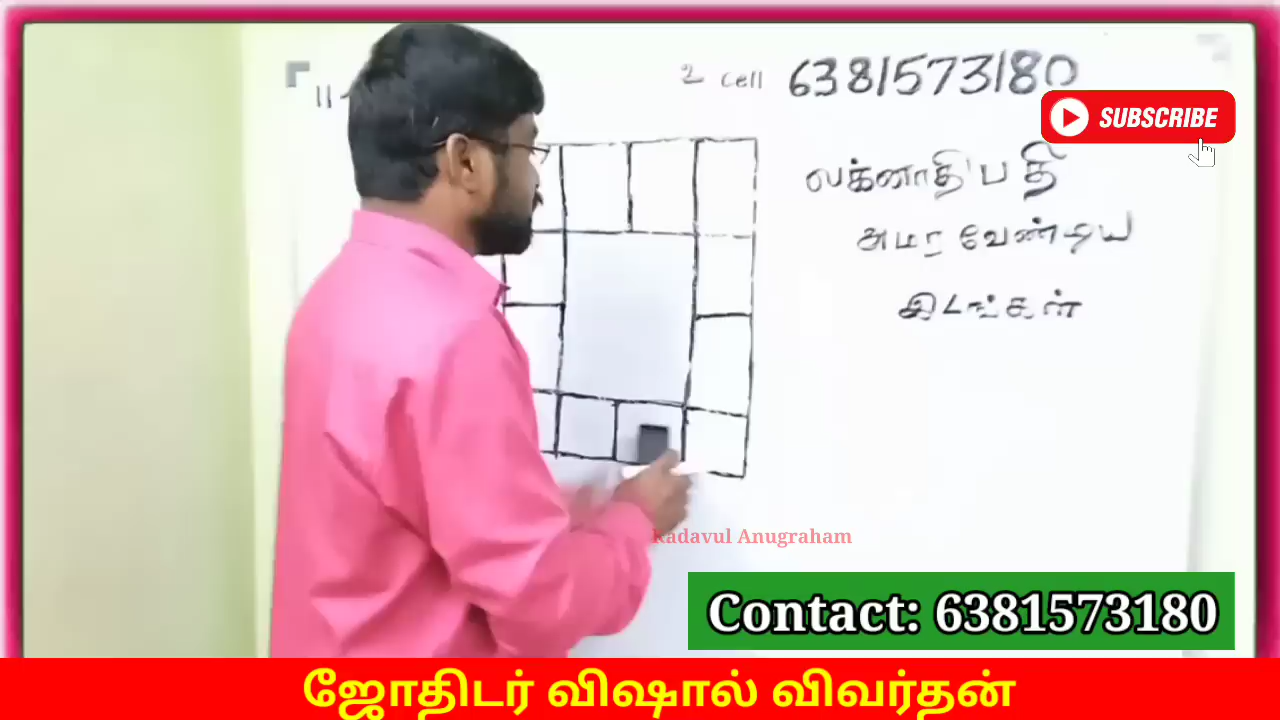 2 cell 6381573180
SUBSCRIBE
லக்னாதிபதி
அமர வேண்டிய
இடங்கள்
Kadavul Anugraham
Contact: 6381573180
ஜோதிடர் விஷால் விவர்தன்